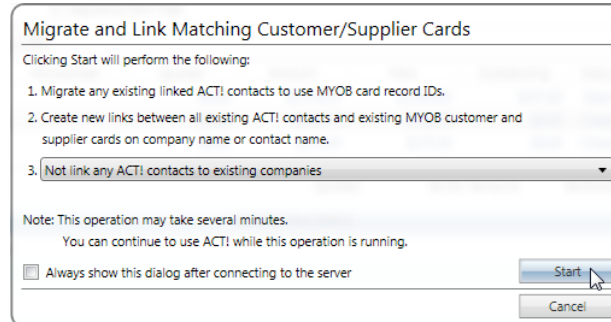 Migrate and Link Matching Customer/Supplier Cards
Clicking Start will perform the following:
1. Migrate any existing linked ACT! contacts to use MYOB card record IDs.
2. Create new links between all existing ACT! contacts and existing MYOB customer and
supplier cards on company name or contact name.
3. Not link any ACT! contacts to existing companies
Note: This operation may take several minutes.
You can continue to use ACT! while this operation is running.
Always show this dialog after connecting to the server
Start
Cancel